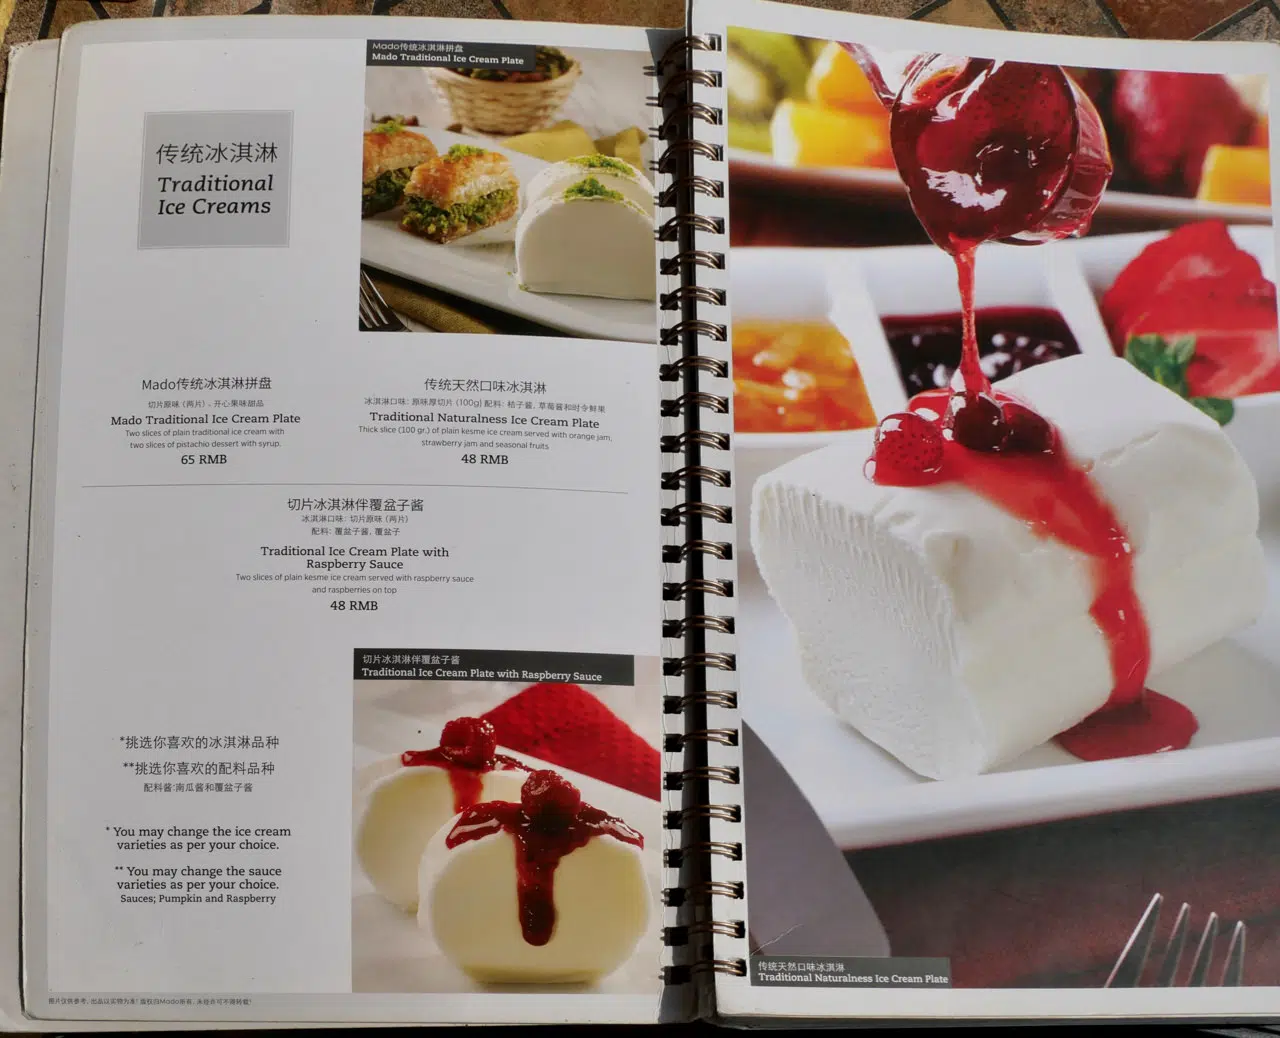 Mado传统冰淇淋拼盘
Mado Traditional Ice Cream Plate
传统冰淇淋
Traditional
Ice Creams
Mado传统冰淇淋拼盘
切片原味 (两片) , 开心果味甜品
Mado Traditional Ice Cream Plate
Two slices of plain traditional ice cream with
two slices of pistachio dessert with syrup.
65 RMB
传统天然口味冰淇淋
冰淇淋口味: 原味厚切片 (100g) 配料: 桔子酱, 草莓酱和时令鲜果
Traditional Naturalness Ice Cream Plate
Thick slice (100 gr.) of plain kesme ice cream served with orange jam,
strawberry jam and seasonal fruits
48 RMB
切片冰淇淋伴覆盆子酱
冰淇淋口味: 切片原味 (两片)
配料: 覆盆子酱, 覆盆子
Traditional Ice Cream Plate with
Raspberry Sauce
Two slices of plain kesme ice cream served with raspberry sauce
and raspberries on top
48 RMB
切片冰淇淋伴覆盆子酱
Traditional Ice Cream Plate with Raspberry Sauce
*挑选你喜欢的冰淇淋品种
**挑选你喜欢的配料品种
配料酱:南瓜酱和覆盆子酱
* You may change the ice cream
varieties as per your choice.
** You may change the sauce
varieties as per your choice.
Sauces; Pumpkin and Raspberry
图片仅供参考, 出品以实物为准! 版权归Mado所有, 未经亦可不得转载!
传统天然口味冰淇淋
Traditional Naturalness Ice Cream Plate